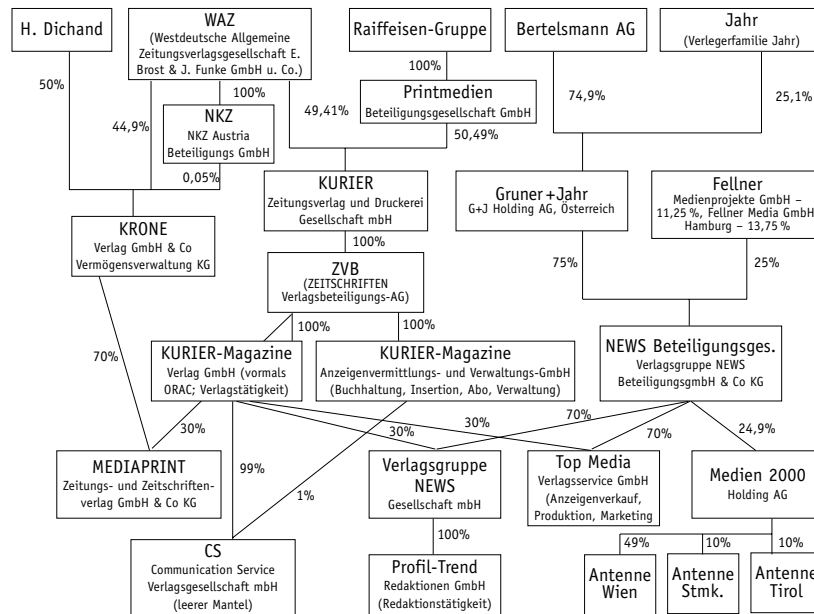 H. Dichand
WAZ
(Westdeutsche Allgemeine
Zeitungsverlagsgesellschaft E.
Brost & J. Funke GmbH u. Co.)
Raiffeisen-Gruppe
Bertelsmann AG
Jahr
(Verlegerfamilie Jahr)
50%
100%
100%
44,9%
49,41%
74,9%
25,1%
NKZ
NKZ Austria
Beteiligungs GmbH
Printmedien
Beteiligungsgesellschaft GmbH
50,49%
0,05%
KRONE
Verlag GmbH & Co
Vermögensverwaltung KG
KURIER
Zeitungsverlag und Druckerei
Gesellschaft mbH
Gruner+Jahr
G+J Holding AG, Österreich
Fellner
Medienprojekte GmbH –
11,25 %, Fellner Media GmbH
Hamburg – 13,75 %
100%
75%
25%
ZVB
(ZEITSCHRIFTEN
Verlagsbeteiligungs-AG)
100%
100%
70%
KURIER-Magazine
Verlag GmbH (vormals
ORAC; Verlagstätigkeit)
KURIER-Magazine
Anzeigenvermittlungs- und Verwaltungs-GmbH
(Buchhaltung, Insertion, Abo, Verwaltung)
NEWS Beteiligungsges.
Verlagsgruppe NEWS
BeteiligungsgmbH & Co KG
30%
30%
30%
70%
70%
24,9%
MEDIAPRINT
Zeitungs- und Zeitschriften-
verlag GmbH & Co KG
99%
1%
Verlagsgruppe
NEWS
Gesellschaft mbH
Top Media
Verlagsservice GmbH
(Anzeigenverkauf,
Produktion, Marketing
Medien 2000
Holding AG
100%
49%
10%
10%
CS
Communication Service
Verlagsgesellschaft mbH
(leerer Mantel)
Profil-Trend
Redaktionen GmbH
(Redaktionstätigkeit)
Antenne
Wien
Antenne
Stmk.
Antenne
Tirol